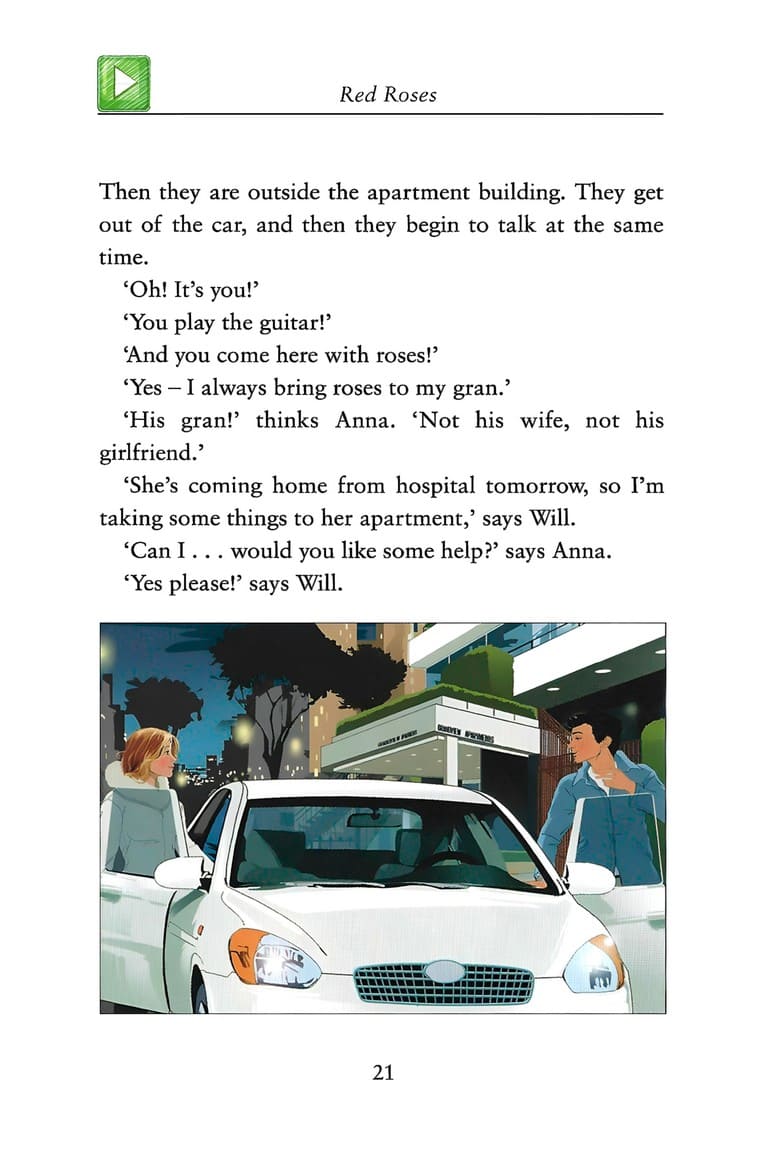 Red Roses
Then they are outside the apartment building. They get
out of the car, and then they begin to talk at the same
time.
‘Oh! It’s you!’
‘You play the guitar!’
‘And you come here with roses!’
‘Yes – I always bring roses to my gran.’
‘His gran!’ thinks Anna. ‘Not his wife, not his
girlfriend.’
‘She’s coming home from hospital tomorrow, so I’m
taking some things to her apartment,’ says Will.
‘Can I . . . would you like some help?’ says Anna.
‘Yes please!’ says Will.
21